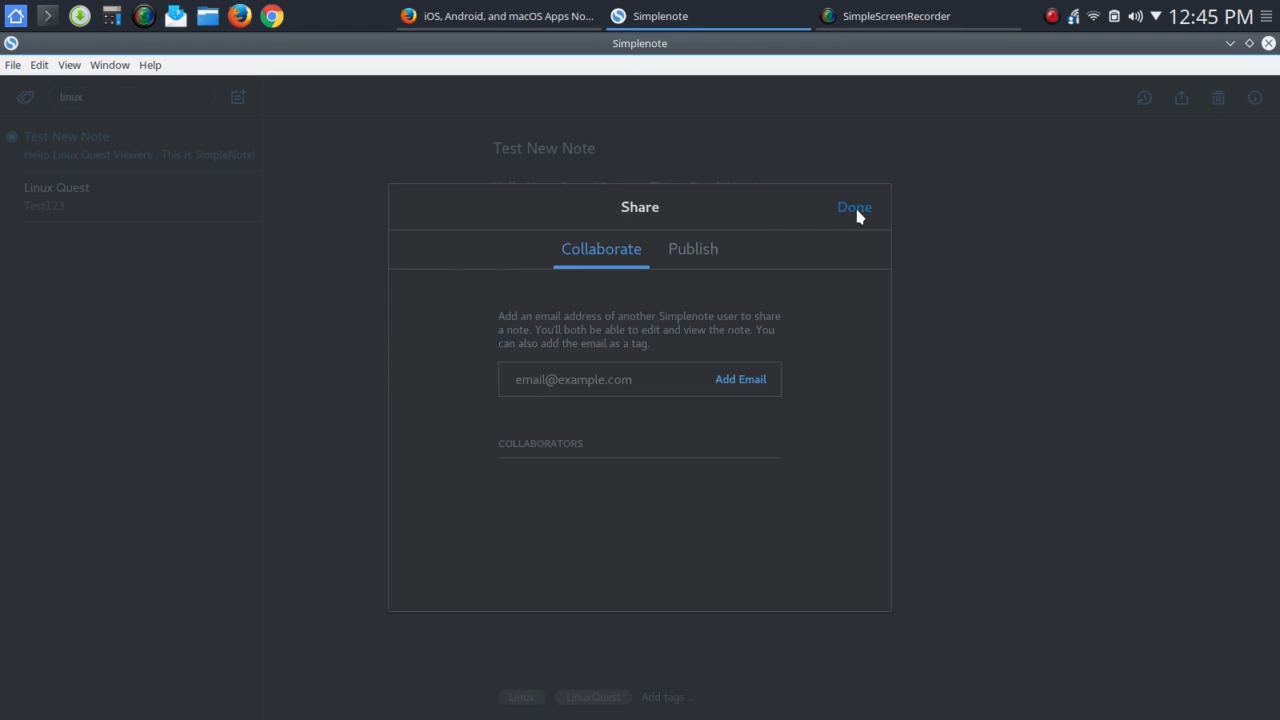 iOS, Android, and macOS Apps No...
Simplenote
SimpleScreenRecorder
12:45 PM
Simplenote
File Edit View Window Help
linux
Test New Note
Hello Linux Quest Viewers , This is SimpleNote!
Linux Quest
Test123
Test New Note
Share
Done
Collaborate
Publish
Add an email address of another Simplenote user to share
a note. You'll both be able to edit and view the note. You
can also add the email as a tag.
email@example.com
Add Email
COLLABORATORS
Linux
LinuxQuest
Add tags ...